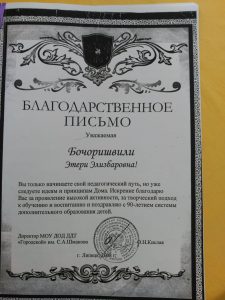 БЛАГОДАРСТВЕННОЕ
ПИСЬМО
Уважаемая
Бочоришвили
Этери Элизбаровна!
Вы только начинаете свой педагогический путь, но уже
следуете идеям и принципам Дома. Искренне благодарю
Вас за проявление высокой активности, за творческий подход
к обучению и воспитанию и поздравляю с 90-летием системы
дополнительного образования детей.
Директор МОУ ДОД ДДТ
«Городской» им. С.А.Шмакова
г. Липецк